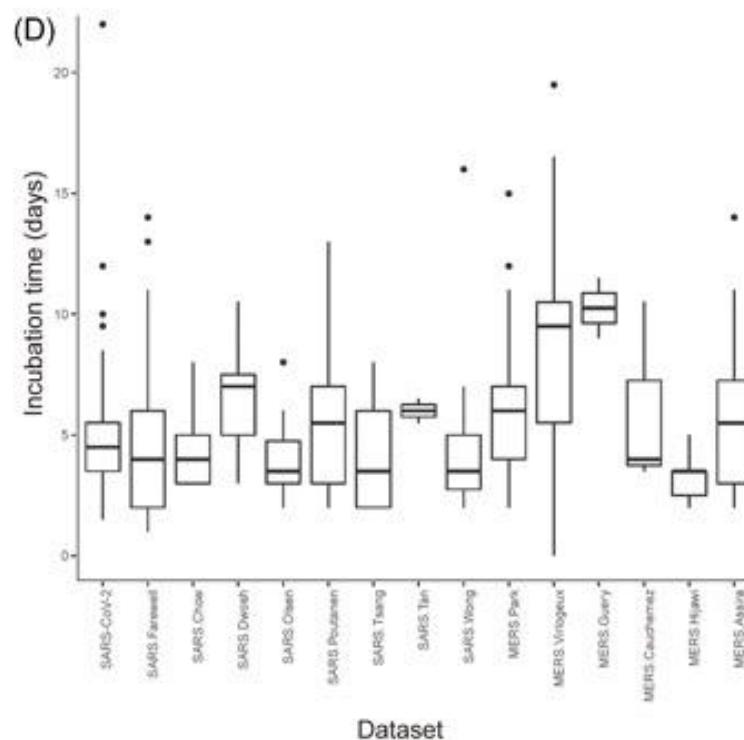 (D)
Incubation time (days)
20
15
10
5
0
SARS-CoV-2
SARS.Farewell
SARS.Chow
SARS.Dwosh
SARS.Olsen
SARS.Poutanen
SARS.Tsang
SARS.Tan
SARS.Wong
MERS.Park
MERS.Virlogeux
MERS.Guery
MERS.Cauchemez
MERS.Hijawi
MERS.Assiri
Dataset